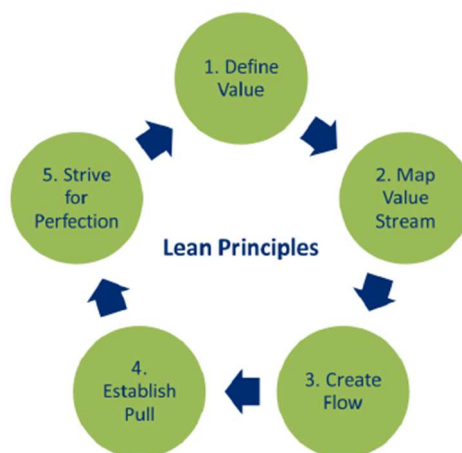 1. Define
Value
2. Map
Value
Stream
3. Create
Flow
4.
Establish
Pull
5. Strive
for
Perfection
Lean Principles